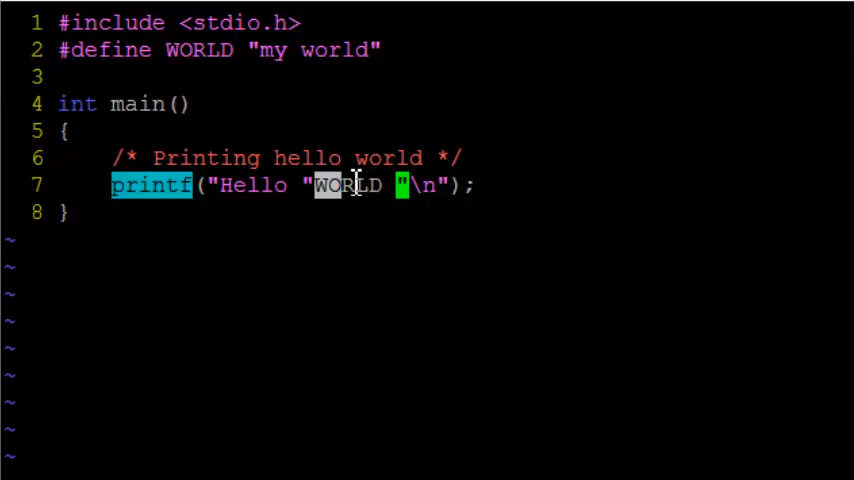 1 #include <stdio.h>
2 #define WORLD "my world"
3
4 int main()
5 {
6     /* Printing hello world */
7     printf("Hello "WORLD "\n");
8 }
~
~
~
~
~
~
~
~
~